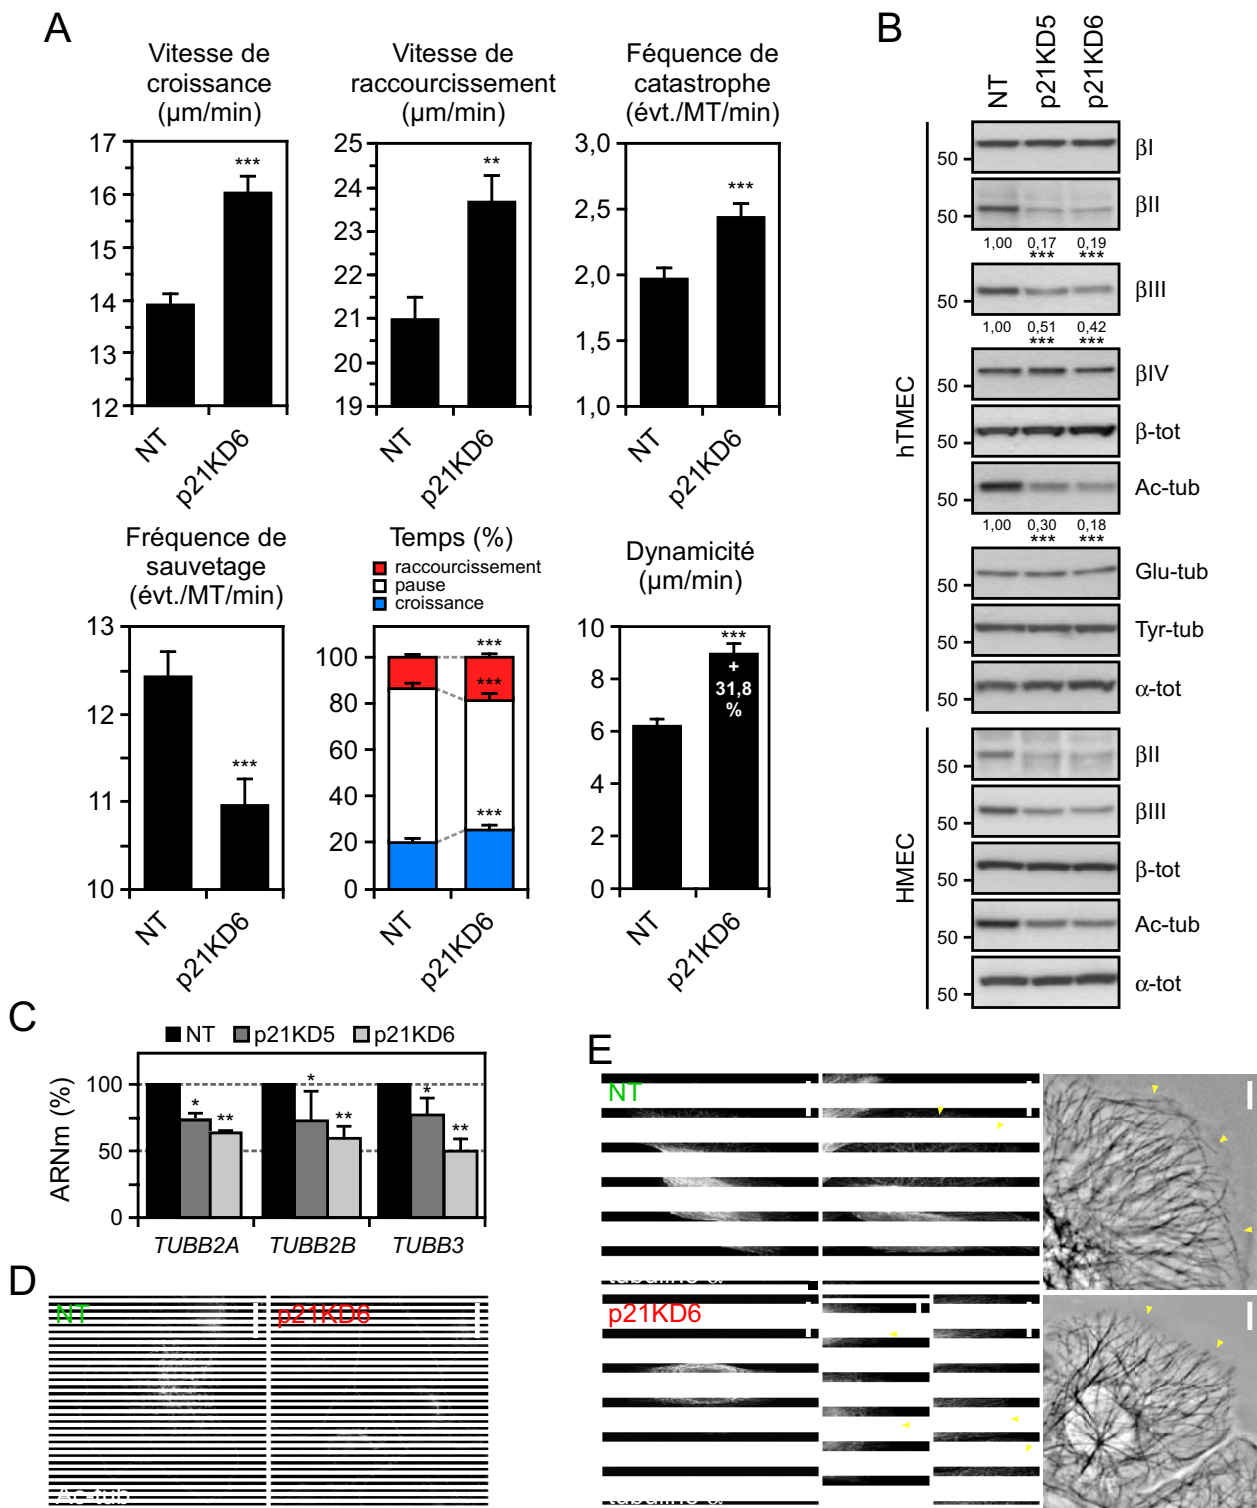 A
Vitesse de
croissance
(µm/min)
17
16
15
14
13
12
***
NT
p21KD6
Vitesse de
raccourcissement
(µm/min)
25
24
23
22
21
20
19
**
NT
p21KD6
Féquence de
catastrophe
(évt./MT/min)
3,0
2,5
2,0
1,5
1,0
***
NT
p21KD6
Fréquence de
sauvetage
(évt./MT/min)
13
12
11
10
***
NT
p21KD6
Temps (%)
raccourcissement
pause
croissance
100
80
60
40
20
0
***
***
***
NT
p21KD6
Dynamicité
(µm/min)
10
8
6
4
2
0
***
+
31,8
%
NT
p21KD6
B
NT
p21KD5
p21KD6
hTMEC
50
βI
50
βII
1,00 0,17 0,19
*** ***
50
βIII
1,00 0,51 0,42
*** ***
50
βIV
50
β-tot
50
Ac-tub
1,00 0,30 0,18
*** ***
50
Glu-tub
50
Tyr-tub
50
α-tot
HMEC
50
βII
50
βIII
50
β-tot
50
Ac-tub
50
α-tot
C
NT p21KD5 p21KD6
ARNm (%)
100
50
0
* **
* **
* **
TUBB2A TUBB2B TUBB3
D
NT
p21KD6
Ac-tub
E
NT
tubuline α
p21KD6
tubuline α